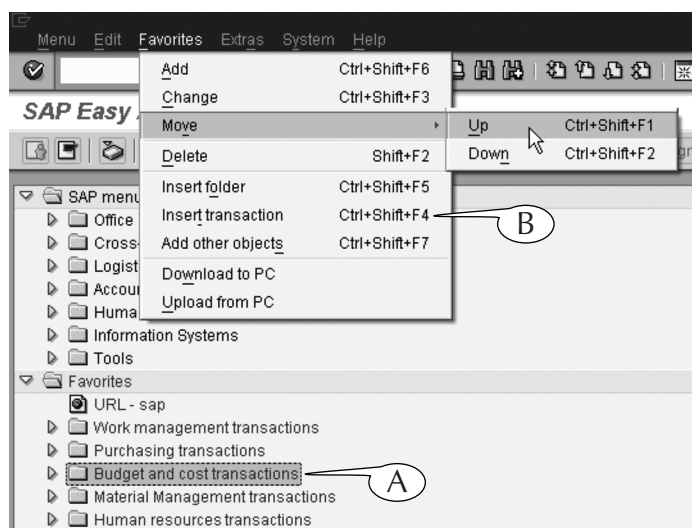 Menu Edit Favorites Extras System Help
Add Ctrl+Shift+F6
Change Ctrl+Shift+F3
SAP Easy
Move
Up Ctrl+Shift+F1
Delete Shift+F2
Down Ctrl+Shift+F2
Insert folder Ctrl+Shift+F5
SAP menu
Insert transaction Ctrl+Shift+F4
B
Office
Add other objects Ctrl+Shift+F7
Cross-
Logist
Download to PC
Accou
Upload from PC
Huma
Information Systems
Tools
Favorites
URL - sap
Work management transactions
Purchasing transactions
Budget and cost transactions
A
Material Management transactions
Human resources transactions